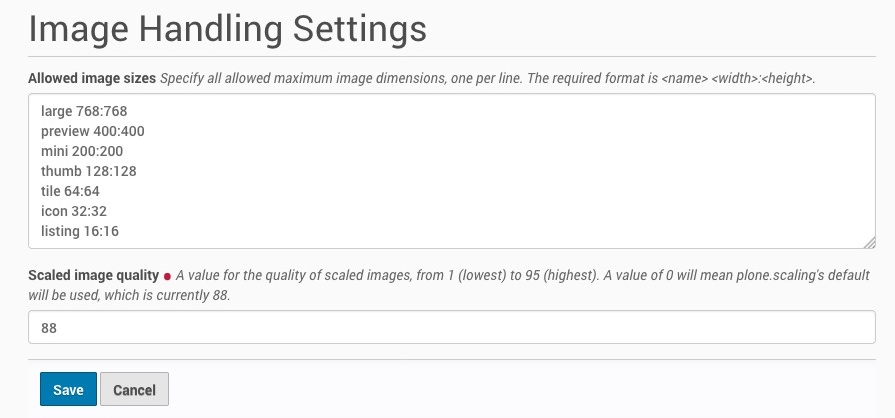 Image Handling Settings
Allowed image sizes Specify all allowed maximum image dimensions, one per line. The required format is <name> <width>:<height>.
large 768:768
preview 400:400
mini 200:200
thumb 128:128
tile 64:64
icon 32:32
listing 16:16
Scaled image quality • A value for the quality of scaled images, from 1 (lowest) to 95 (highest). A value of 0 will mean plone.scaling's default
will be used, which is currently 88.
88
Save Cancel